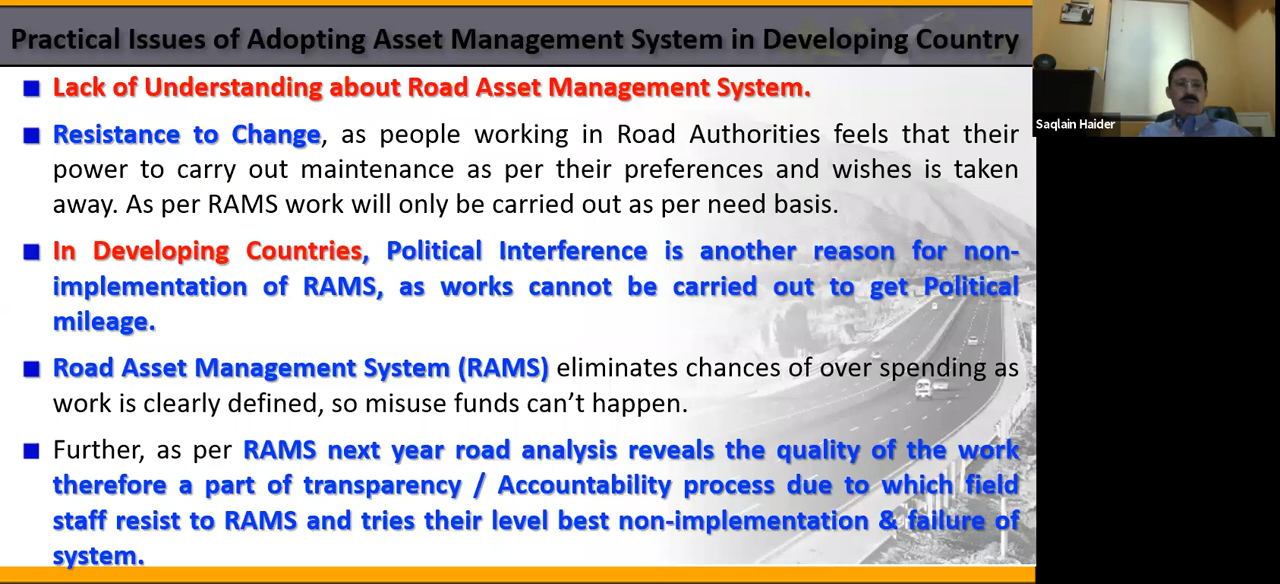 Practical Issues of Adopting Asset Management System in Developing Country
Lack of Understanding about Road Asset Management System.
Resistance to Change, as people working in Road Authorities feels that their
power to carry out maintenance as per their preferences and wishes is taken
away. As per RAMS work will only be carried out as per need basis.
In Developing Countries, Political Interference is another reason for non-
implementation of RAMS, as works cannot be carried out to get Political
mileage.
Road Asset Management System (RAMS) eliminates chances of over spending as
work is clearly defined, so misuse funds can't happen.
Further, as per RAMS next year road analysis reveals the quality of the work
therefore a part of transparency / Accountability process due to which field
staff resist to RAMS and tries their level best non-implementation & failure of
system.
Saqlain Haider